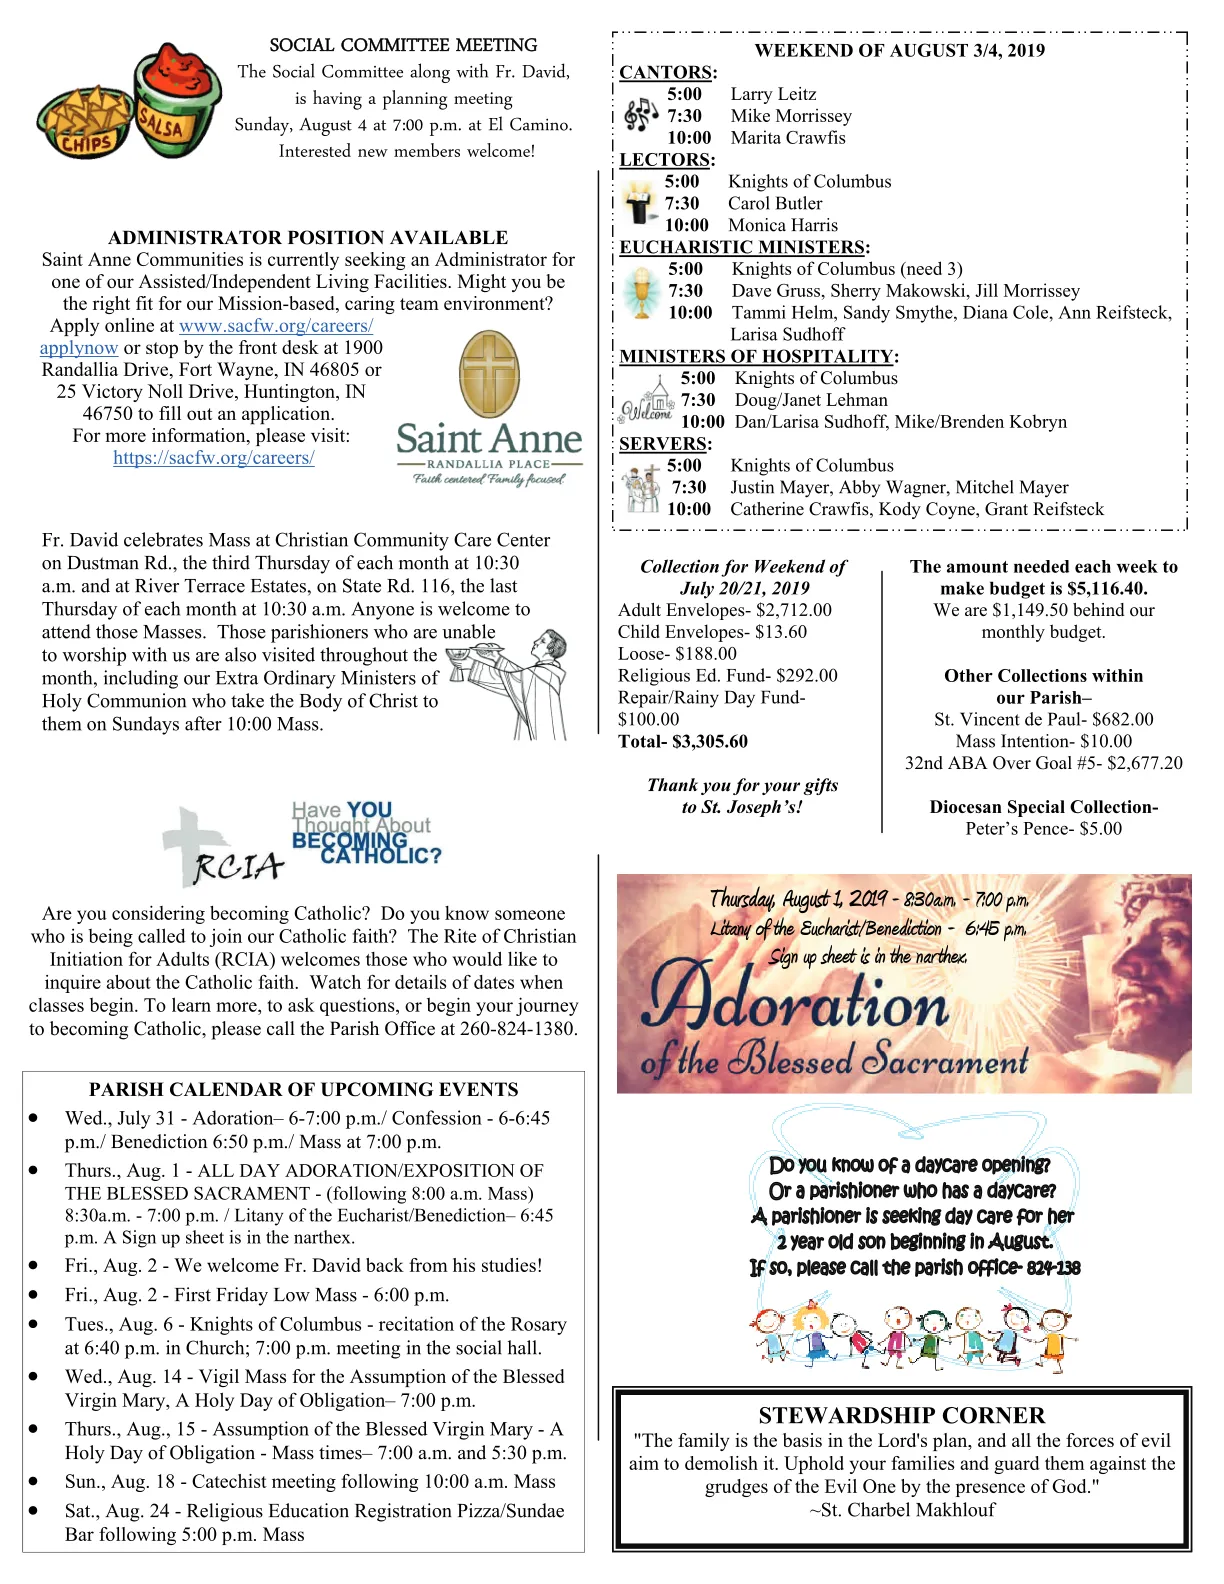 SOCIAL COMMITTEE MEETING
The Social Committee along with Fr. David,
is having a planning meeting
Sunday, August 4 at 7:00 p.m. at El Camino.
Interested new members welcome!
CHIPS
SALSA
ADMINISTRATOR POSITION AVAILABLE
Saint Anne Communities is currently seeking an Administrator for
one of our Assisted/Independent Living Facilities. Might you be
the right fit for our Mission-based, caring team environment?
Apply online at www.sacfw.org/careers/
applynow or stop by the front desk at 1900
Randallia Drive, Fort Wayne, IN 46805 or
25 Victory Noll Drive, Huntington, IN
46750 to fill out an application.
For more information, please visit:
https://sacfw.org/careers/
Saint Anne
RANDALLIA PLACE
Faith centered Family focused
Fr. David celebrates Mass at Christian Community Care Center
on Dustman Rd., the third Thursday of each month at 10:30
a.m. and at River Terrace Estates, on State Rd. 116, the last
Thursday of each month at 10:30 a.m. Anyone is welcome to
attend those Masses.  Those parishioners who are unable
to worship with us are also visited throughout the
month, including our Extra Ordinary Ministers of
Holy Communion who take the Body of Christ to
them on Sundays after 10:00 Mass.
RCIA
Have YOU
Thought About
BECOMING
CATHOLIC?
Are you considering becoming Catholic?  Do you know someone
who is being called to join our Catholic faith?  The Rite of Christian
Initiation for Adults (RCIA) welcomes those who would like to
inquire about the Catholic faith.  Watch for details of dates when
classes begin. To learn more, to ask questions, or begin your journey
to becoming Catholic, please call the Parish Office at 260-824-1380.
PARISH CALENDAR OF UPCOMING EVENTS
• Wed., July 31 - Adoration– 6-7:00 p.m./ Confession - 6-6:45
p.m./ Benediction 6:50 p.m./ Mass at 7:00 p.m.
• Thurs., Aug. 1 - ALL DAY ADORATION/EXPOSITION OF
THE BLESSED SACRAMENT - (following 8:00 a.m. Mass)
8:30a.m. - 7:00 p.m. / Litany of the Eucharist/Benediction– 6:45
p.m. A Sign up sheet is in the narthex.
• Fri., Aug. 2 - We welcome Fr. David back from his studies!
• Fri., Aug. 2 - First Friday Low Mass - 6:00 p.m.
• Tues., Aug. 6 - Knights of Columbus - recitation of the Rosary
at 6:40 p.m. in Church; 7:00 p.m. meeting in the social hall.
• Wed., Aug. 14 - Vigil Mass for the Assumption of the Blessed
Virgin Mary, A Holy Day of Obligation– 7:00 p.m.
• Thurs., Aug., 15 - Assumption of the Blessed Virgin Mary - A
Holy Day of Obligation - Mass times– 7:00 a.m. and 5:30 p.m.
• Sun., Aug. 18 - Catechist meeting following 10:00 a.m. Mass
• Sat., Aug. 24 - Religious Education Registration Pizza/Sundae
Bar following 5:00 p.m. Mass
WEEKEND OF AUGUST 3/4, 2019
CANTORS:
5:00 Larry Leitz
7:30 Mike Morrissey
10:00 Marita Crawfis
LECTORS:
5:00 Knights of Columbus
7:30 Carol Butler
10:00 Monica Harris
EUCHARISTIC MINISTERS:
5:00 Knights of Columbus (need 3)
7:30 Dave Gruss, Sherry Makowski, Jill Morrissey
10:00 Tammi Helm, Sandy Smythe, Diana Cole, Ann Reifsteck,
Larisa Sudhoff
MINISTERS OF HOSPITALITY:
5:00 Knights of Columbus
7:30 Doug/Janet Lehman
Welcome
10:00 Dan/Larisa Sudhoff, Mike/Brenden Kobryn
SERVERS:
5:00 Knights of Columbus
7:30 Justin Mayer, Abby Wagner, Mitchel Mayer
10:00 Catherine Crawfis, Kody Coyne, Grant Reifsteck
Collection for Weekend of
July 20/21, 2019
Adult Envelopes- $2,712.00
Child Envelopes- $13.60
Loose- $188.00
Religious Ed. Fund- $292.00
Repair/Rainy Day Fund-
$100.00
Total- $3,305.60
Thank you for your gifts
to St. Joseph's!
The amount needed each week to
make budget is $5,116.40.
We are $1,149.50 behind our
monthly budget.
Other Collections within
our Parish–
St. Vincent de Paul- $682.00
Mass Intention- $10.00
32nd ABA Over Goal #5- $2,677.20
Diocesan Special Collection-
Peter's Pence- $5.00
Thursday, August 1, 2019 - 8:30a.m. - 7:00 p.m.
Litany of the Eucharist/Benediction - 6:45 p.m.
Sign up sheet is in the narthex.
Adoration
of the Blessed Sacrament
Do you know of a daycare opening?
Or a parishioner who has a daycare?
A parishioner is seeking day care for her
2 year old son beginning in August.
If so, please call the parish office- 824-138
STEWARDSHIP CORNER
"The family is the basis in the Lord's plan, and all the forces of evil
aim to demolish it. Uphold your families and guard them against the
grudges of the Evil One by the presence of God."
~St. Charbel Makhlouf